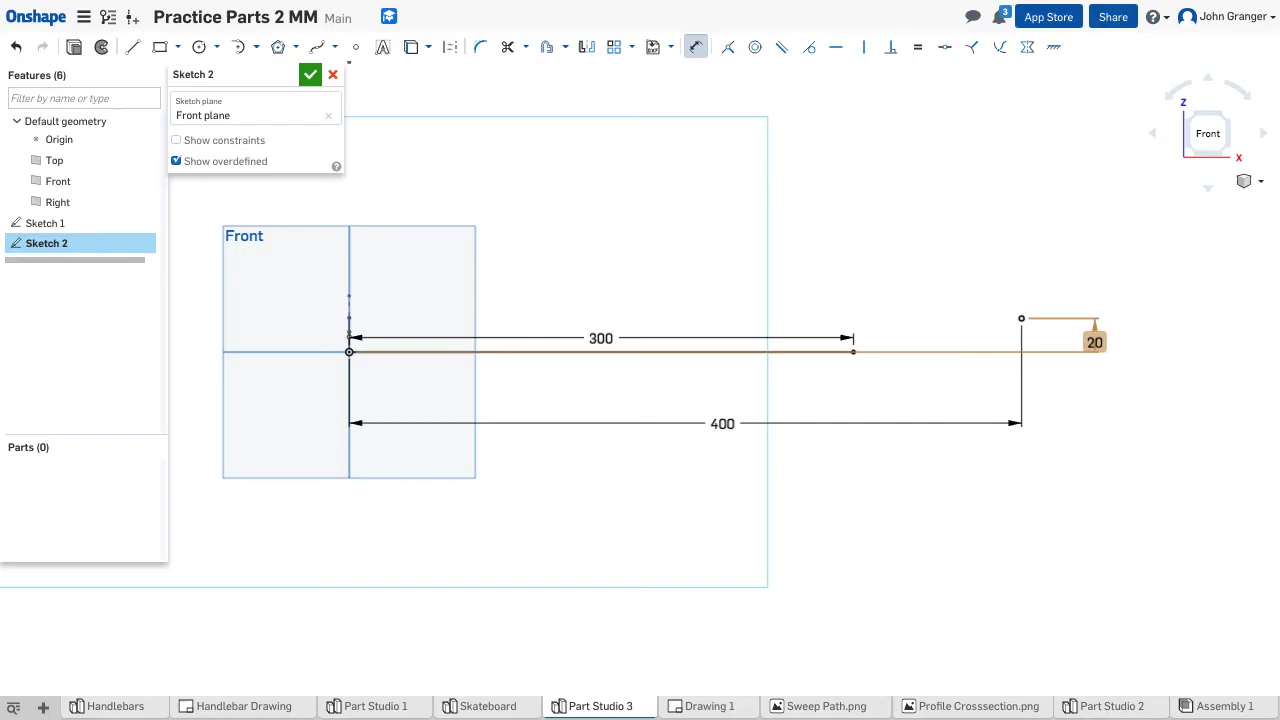 Onshape Practice Parts 2 MM Main 3 App Store Share John Granger
Features (6)
Filter by name or type
Default geometry
Origin
Top
Front
Right
Sketch 1
Sketch 2
Parts (0)
Sketch 2
Sketch plane
Front plane
Show constraints
Show overdefined
Front
300
400
20
Z
Front
X
Handlebars Handlebar Drawing Part Studio 1 Skateboard Part Studio 3 Drawing 1 Sweep Path.png Profile Crosssection.png Part Studio 2 Assembly 1